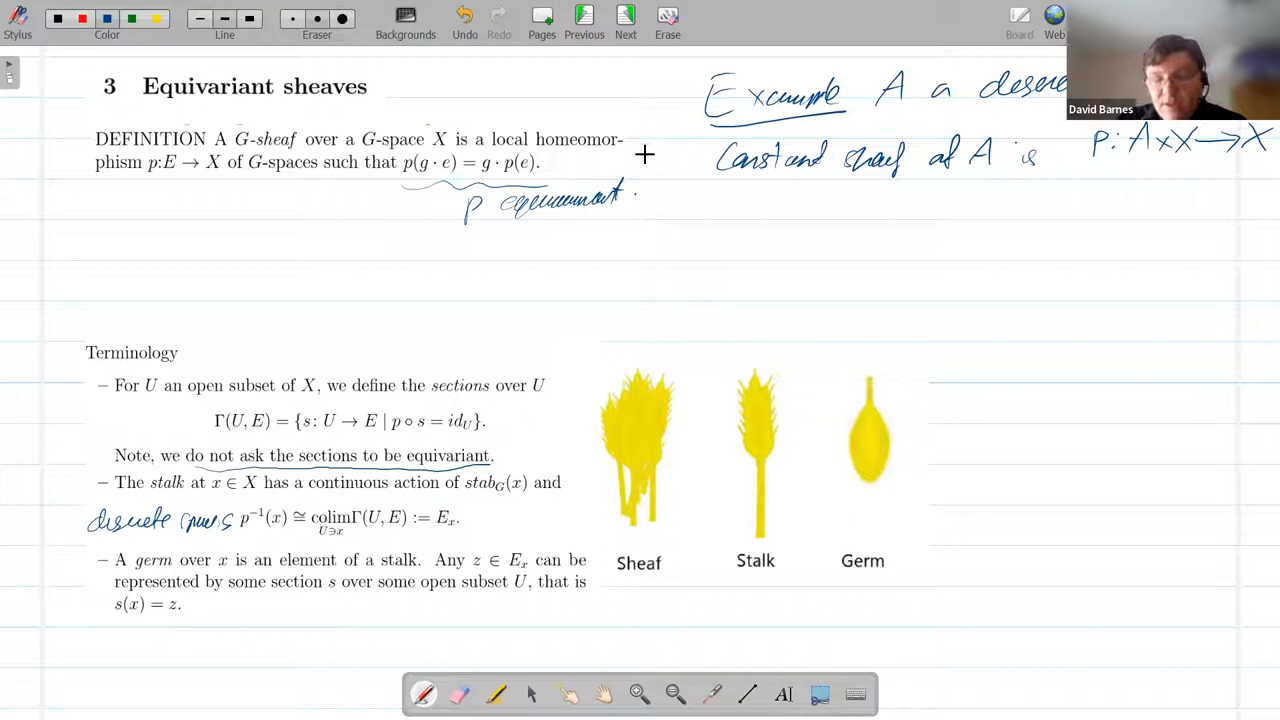 Stylus Color Line Eraser Backgrounds Undo Redo Pages Previous Next Erase Board Web
David Barnes
3 Equivariant sheaves
DEFINITION A G-sheaf over a G-space X is a local homeomor-
phism p: E → X of G-spaces such that p(g · e) = g · p(e).
p equivariant.
Example A a
Constant sheaf at A is p: A×X → X
Terminology
– For U an open subset of X, we define the sections over U
Γ(U, E) = {s: U → E | p ∘ s = id_U}.
Note, we do not ask the sections to be equivariant.
– The stalk at x ∈ X has a continuous action of stab_G(x) and
discrete spaces p⁻¹(x) ≅ colim Γ(U, E) := E_x.
U∋x
– A germ over x is an element of a stalk. Any z ∈ E_x can be
represented by some section s over some open subset U, that is
s(x) = z.
Sheaf Stalk Germ
AI